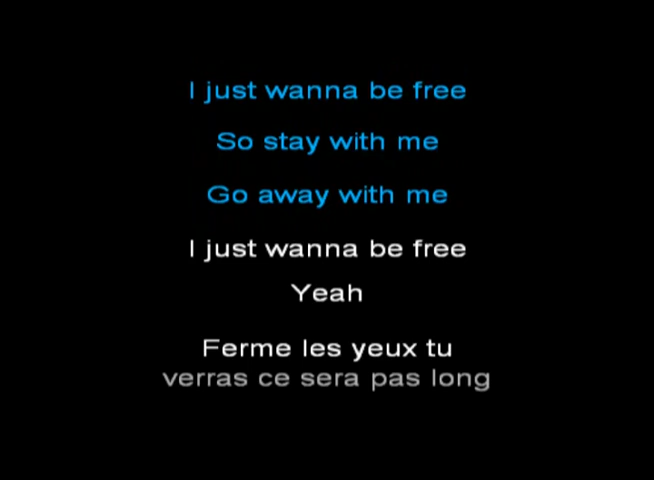 I just wanna be free
So stay with me
Go away with me
I just wanna be free
Yeah
Ferme les yeux tu
verras ce sera pas long